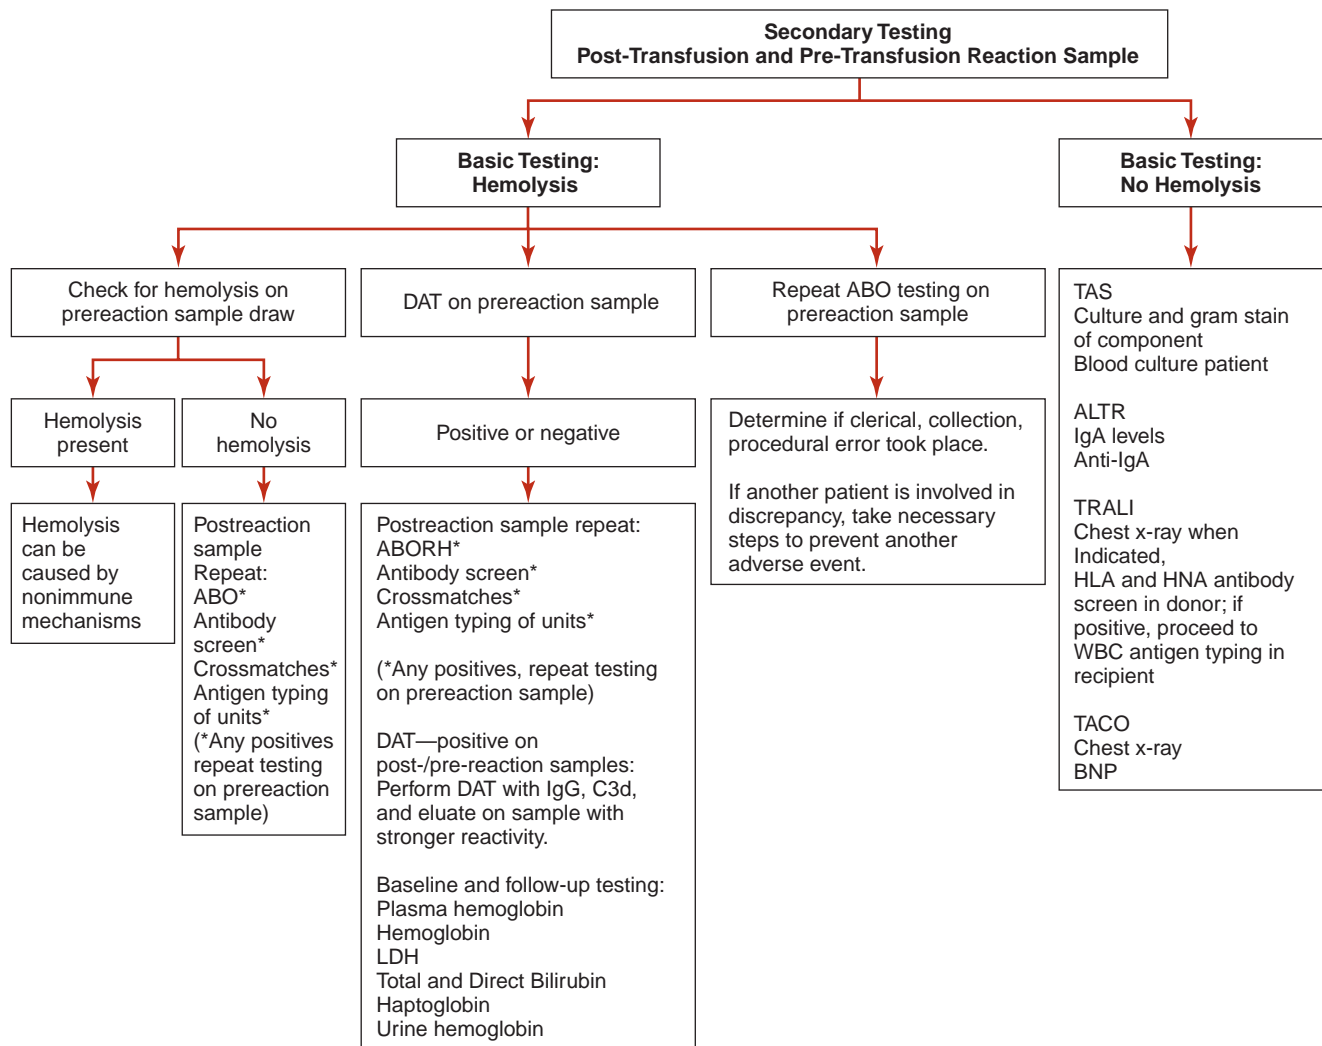 Secondary Testing
Post-Transfusion and Pre-Transfusion Reaction Sample
Basic Testing:
Hemolysis
Basic Testing:
No Hemolysis
Check for hemolysis on
prereaction sample draw
DAT on prereaction sample
Repeat ABO testing on
prereaction sample
Hemolysis
present
No
hemolysis
Positive or negative
Hemolysis
can be
caused by
nonimmune
mechanisms
Postreaction
sample
Repeat:
ABO*
Antibody
screen*
Crossmatches*
Antigen typing
of units*
(*Any positives
repeat testing
on prereaction
sample)
Postreaction sample repeat:
ABORH*
Antibody screen*
Crossmatches*
Antigen typing of units*
(*Any positives, repeat testing
on prereaction sample)
DAT—positive on
post-/pre-reaction samples:
Perform DAT with IgG, C3d,
and eluate on sample with
stronger reactivity.
Baseline and follow-up testing:
Plasma hemoglobin
Hemoglobin
LDH
Total and Direct Bilirubin
Haptoglobin
Urine hemoglobin
Determine if clerical, collection,
procedural error took place.
If another patient is involved in
discrepancy, take necessary
steps to prevent another
adverse event.
TAS
Culture and gram stain
of component
Blood culture patient
ALTR
IgA levels
Anti-IgA
TRALI
Chest x-ray when
Indicated,
HLA and HNA antibody
screen in donor; if
positive, proceed to
WBC antigen typing in
recipient
TACO
Chest x-ray
BNP